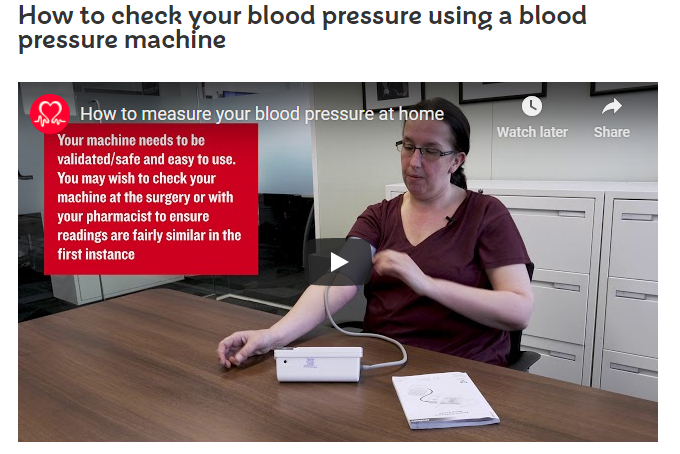 How to check your blood pressure using a blood
pressure machine
How to measure your blood pressure at home
Watch later
Share
Your machine needs to be
validated/safe and easy to use.
You may wish to check your
machine at the surgery or with
your pharmacist to ensure
readings are fairly similar in the
first instance